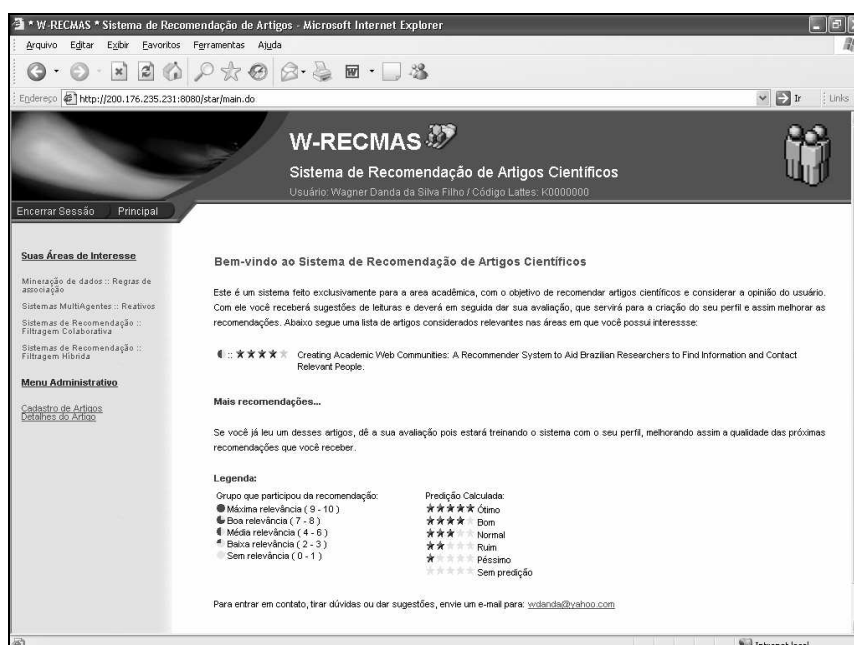 * W-RECMAS * Sistema de Recomendação de Artigos - Microsoft Internet Explorer
Arquivo Editar Exibir Favoritos Ferramentas Ajuda
Endereço http://200.176.235.231:8080/star/main.do Ir Links
W-RECMAS
Sistema de Recomendação de Artigos Científicos
Usuário: Wagner Danda da Silva Filho / Código Lattes: K0000000
Encerrar Sessão Principal
Suas Áreas de Interesse
Mineração de dados :: Regras de
associação
Sistemas MultiAgentes :: Reativos
Sistemas de Recomendação ::
Filtragem Colaborativa
Sistemas de Recomendação ::
Filtragem Híbrida
Menu Administrativo
Cadastro de Artigos
Detalhes do Artigo
Bem-vindo ao Sistema de Recomendação de Artigos Científicos
Este é um sistema feito exclusivamente para a area acadêmica, com o objetivo de recomendar artigos científicos e considerar a opinião do usuário.
Com ele você receberá sugestões de leituras e deverá em seguida dar sua avaliação, que servirá para a criação do seu perfil e assim melhorar as
recomendações. Abaixo segue uma lista de artigos considerados relevantes nas áreas em que você possui interessse:
:: ★★★★★ Creating Academic Web Communities: A Recommender System to Aid Brazilian Researchers to Find Information and Contact
Relevant People.
Mais recomendações...
Se você já leu um desses artigos, dê a sua avaliação pois estará treinando o sistema com o seu perfil, melhorando assim a qualidade das próximas
recomendações que você receber.
Legenda:
Grupo que participou da recomendação:
Máxima relevância ( 9 - 10 )
Boa relevância ( 7 - 8 )
Média relevância ( 4 - 6 )
Baixa relevância ( 2 - 3 )
Sem relevância ( 0 - 1 )
Predição Calculada:
Ótimo
Bom
Normal
Ruim
Péssimo
Sem predição
Para entrar em contato, tirar dúvidas ou dar sugestões, envie um e-mail para: wdanda@yahoo.com
Intranet local